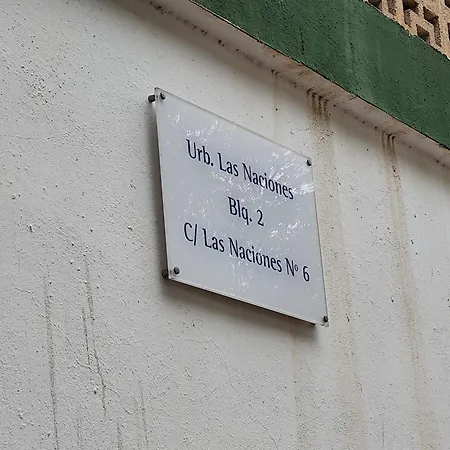 Urb. Las Naciones
Blq. 2
C/ Las Naciones Nº 6